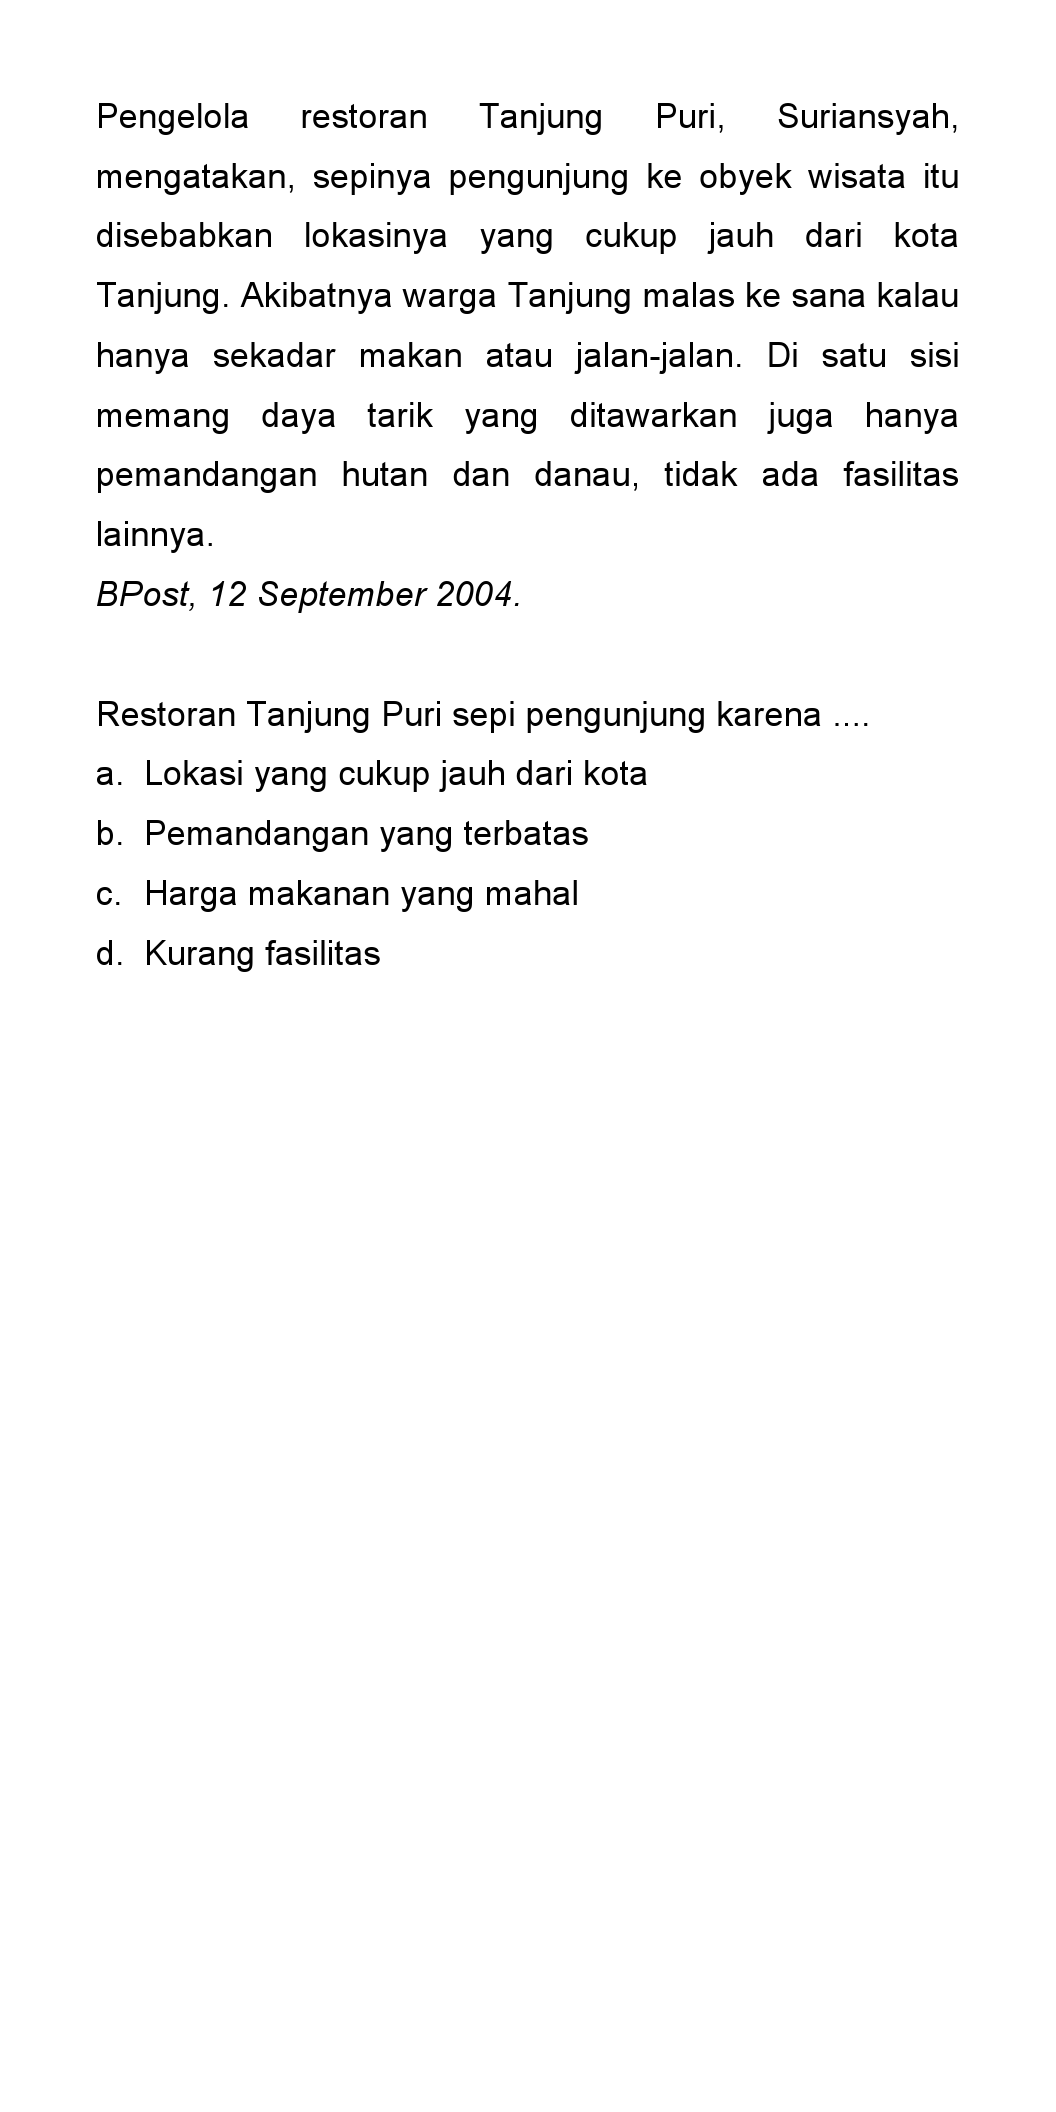 Pengelola restoran Tanjung Puri, Suriansyah,
mengatakan, sepinya pengunjung ke obyek wisata itu
disebabkan lokasinya yang cukup jauh dari kota
Tanjung. Akibatnya warga Tanjung malas ke sana kalau
hanya sekadar makan atau jalan-jalan. Di satu sisi
memang daya tarik yang ditawarkan juga hanya
pemandangan hutan dan danau, tidak ada fasilitas
lainnya.
BPost, 12 September 2004.
Restoran Tanjung Puri sepi pengunjung karena ....
a. Lokasi yang cukup jauh dari kota
b. Pemandangan yang terbatas
c. Harga makanan yang mahal
d. Kurang fasilitas